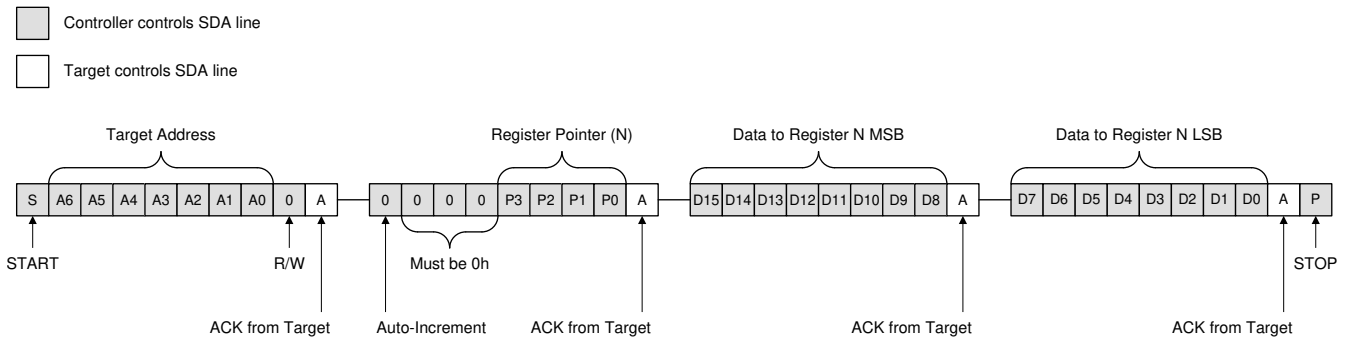 Controller controls SDA line
Target controls SDA line
Target Address Register Pointer (N) Data to Register N MSB Data to Register N LSB
S A6 A5 A4 A3 A2 A1 A0 0 A 0 0 0 0 P3 P2 P1 P0 A D15 D14 D13 D12 D11 D10 D9 D8 A D7 D6 D5 D4 D3 D2 D1 D0 A P
START R/W Must be 0h STOP
ACK from Target Auto-Increment ACK from Target ACK from Target ACK from Target